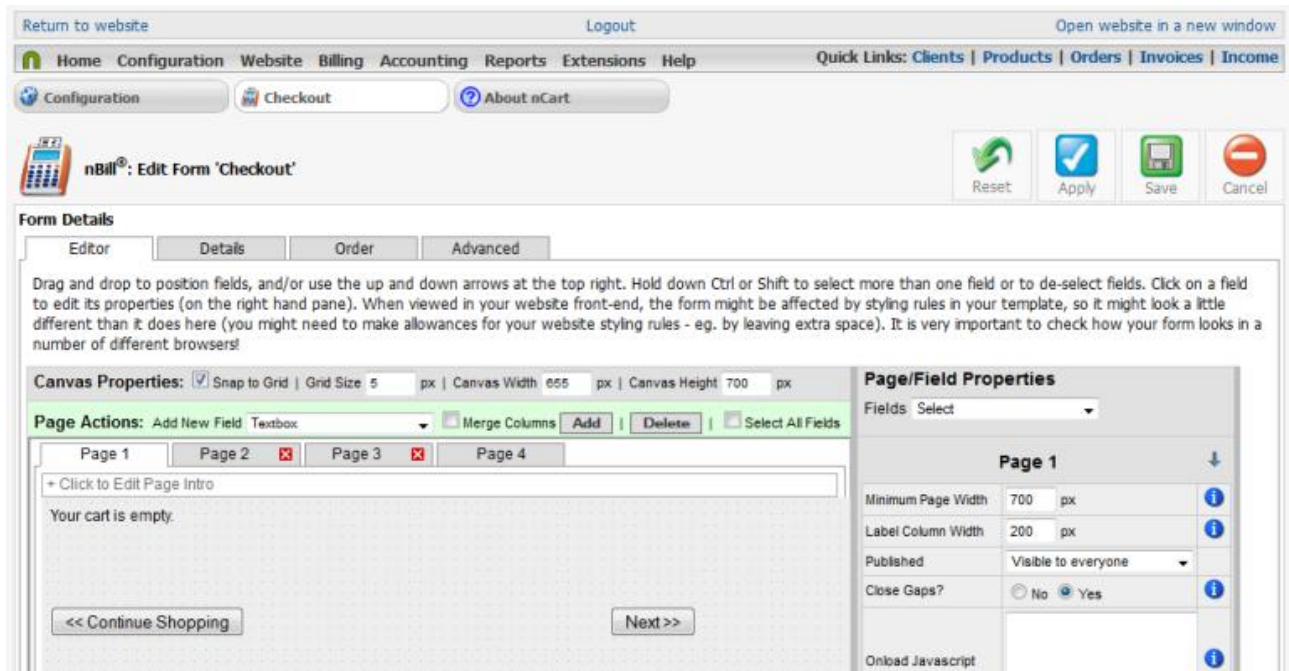 Return to website Logout Open website in a new window
Home Configuration Website Billing Accounting Reports Extensions Help Quick Links: Clients | Products | Orders | Invoices | Income
Configuration Checkout About nCart
nBill®: Edit Form 'Checkout'
Reset Apply Save Cancel
Form Details
Editor Details Order Advanced
Drag and drop to position fields, and/or use the up and down arrows at the top right. Hold down Ctrl or Shift to select more than one field or to de-select fields. Click on a field
to edit its properties (on the right hand pane). When viewed in your website front-end, the form might be affected by styling rules in your template, so it might look a little
different than it does here (you might need to make allowances for your website styling rules - eg. by leaving extra space). It is very important to check how your form looks in a
number of different browsers!
Canvas Properties: Snap to Grid | Grid Size 5 px | Canvas Width 655 px | Canvas Height 700 px
Page Actions: Add New Field Textbox Merge Columns Add | Delete | Select All Fields
Page 1 Page 2 Page 3 Page 4
+ Click to Edit Page Intro
Your cart is empty.
<< Continue Shopping Next >>
Page/Field Properties
Fields Select
Page 1
Minimum Page Width 700 px
Label Column Width 200 px
Published Visible to everyone
Close Gaps? No Yes
Onload Javascript